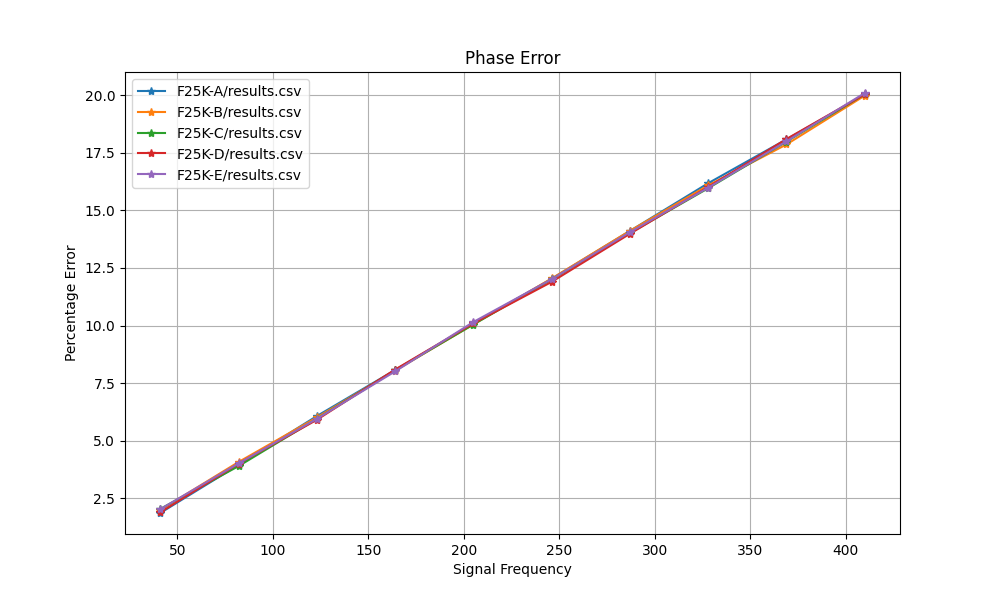 Phase Error
F25K-A/results.csv
F25K-B/results.csv
F25K-C/results.csv
F25K-D/results.csv
F25K-E/results.csv
Percentage Error
20.0
17.5
15.0
12.5
10.0
7.5
5.0
2.5
50 100 150 200 250 300 350 400
Signal Frequency